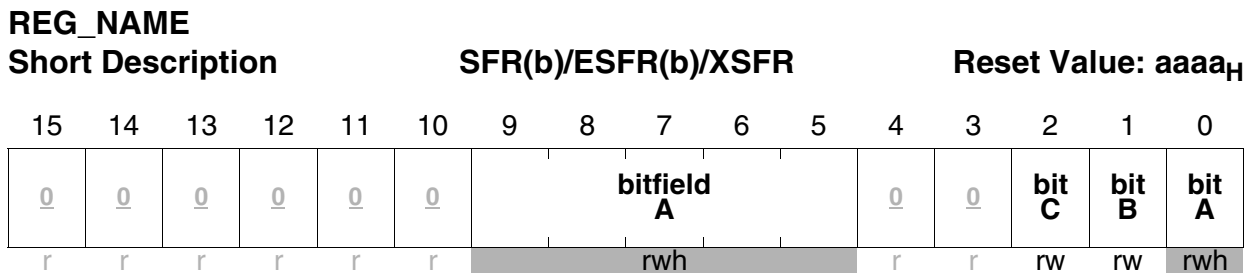 REG_NAME
Short Description SFR(b)/ESFR(b)/XSFR Reset Value: aaaaH
15 14 13 12 11 10 9 8 7 6 5 4 3 2 1 0
0 0 0 0 0 0 bitfield A 0 0 bit C bit B bit A
r r r r r r rwh r r rw rw rwh